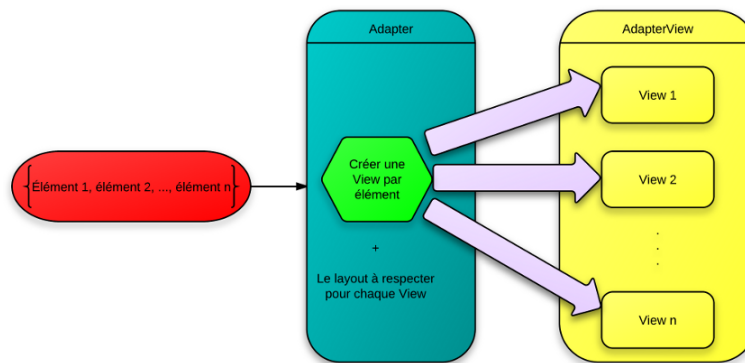 Adapter
AdapterView
View 1
Élément 1, élément 2, ..., élément n
Créer une
View par
élément
View 2
+
Le layout à respecter
pour chaque View
.
.
.
View n